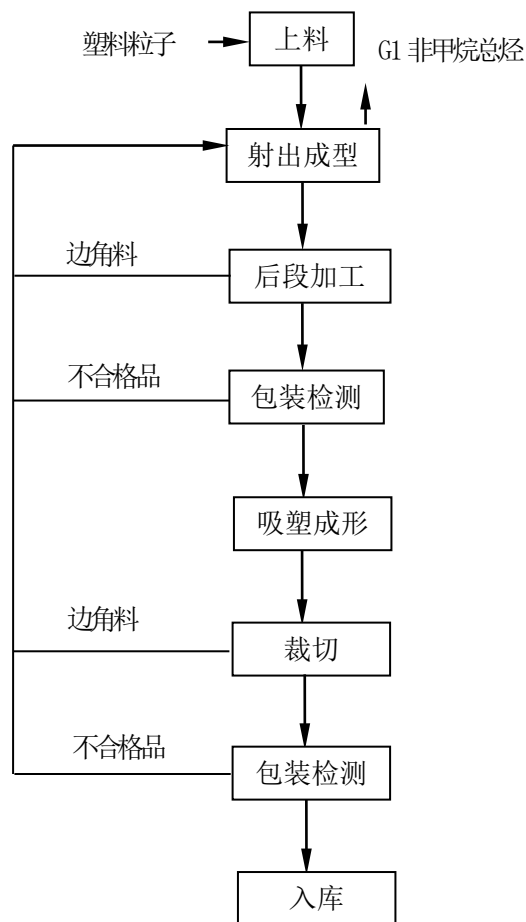 塑料粒子
上料
G1 非甲烷总烃
射出成型
边角料
后段加工
不合格品
包装检测
吸塑成形
边角料
裁切
不合格品
包装检测
入库